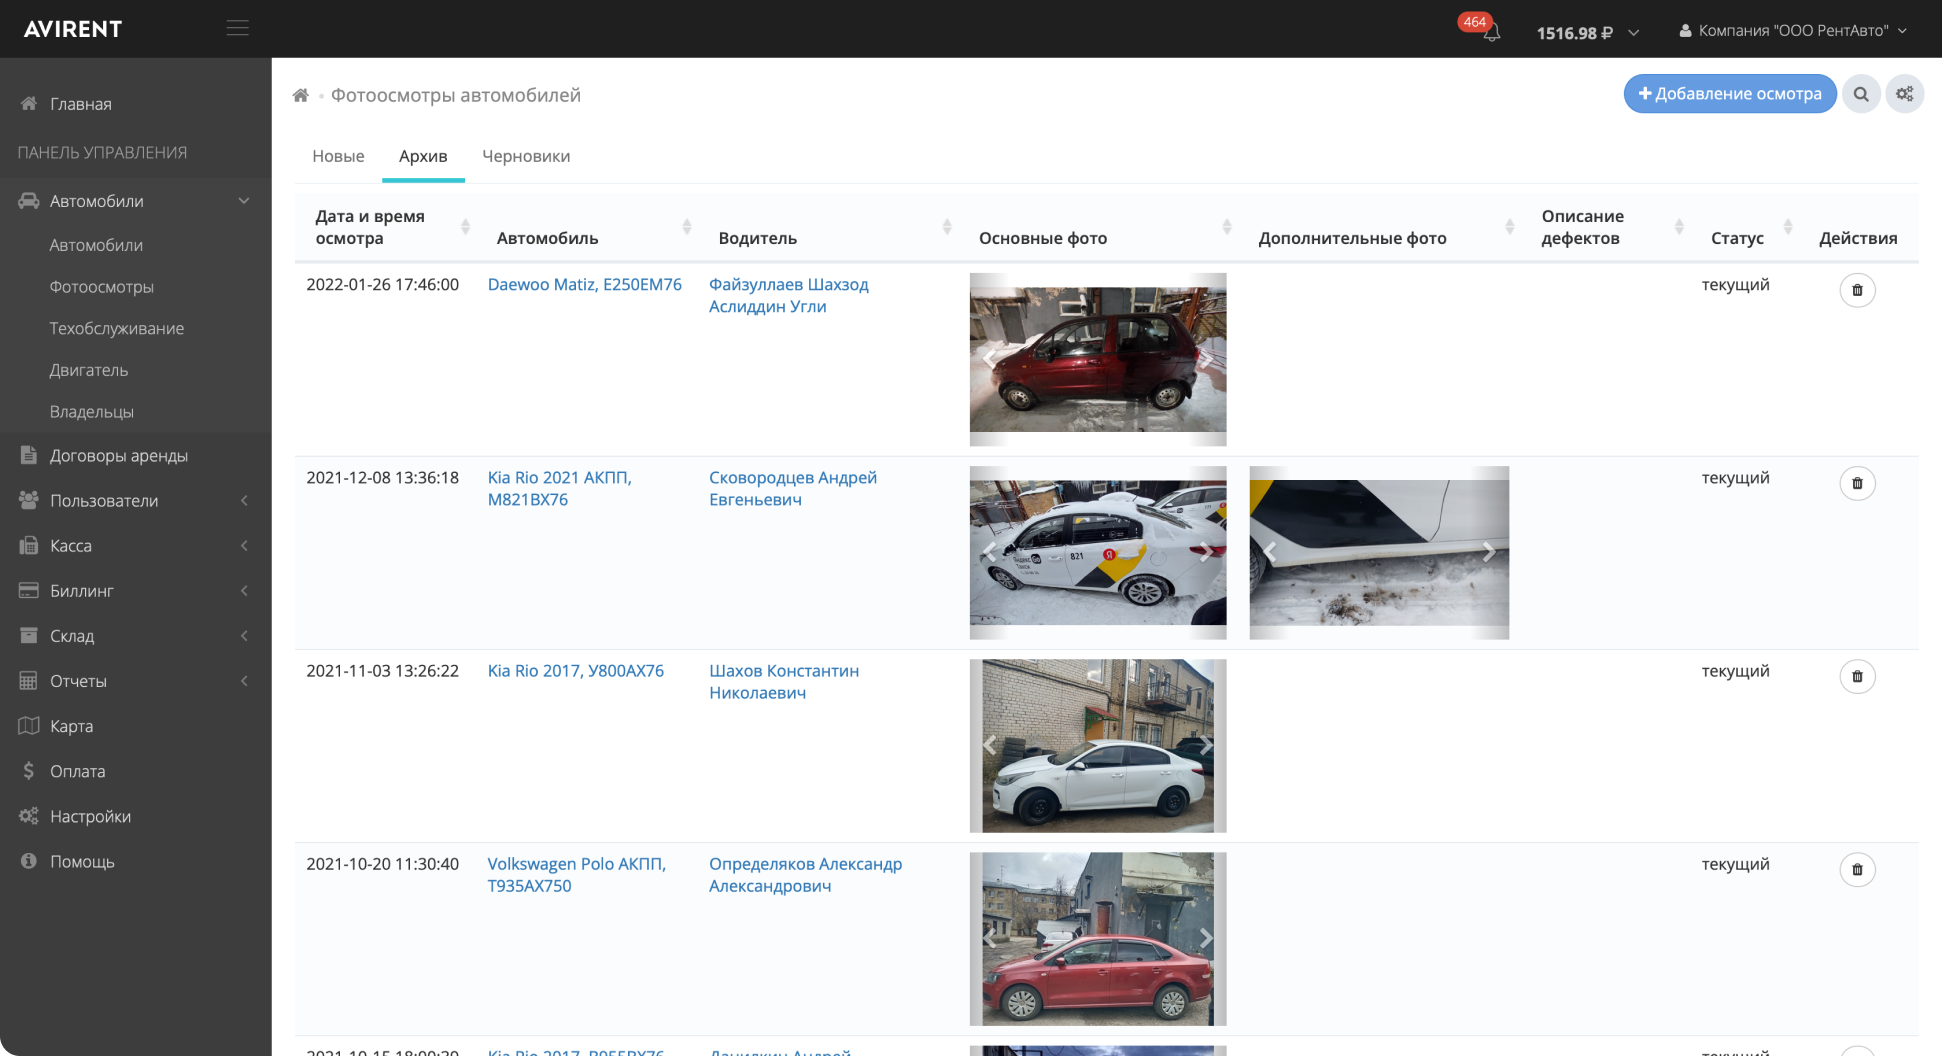 AVIRENT
464
1516.98 ₽
Компания "ООО РентАвто"
Главная
ПАНЕЛЬ УПРАВЛЕНИЯ
Автомобили
Автомобили
Фотоосмотры
Техобслуживание
Двигатель
Владельцы
Договоры аренды
Пользователи
Касса
Биллинг
Склад
Отчеты
Карта
Оплата
Настройки
Помощь
Фотоосмотры автомобилей
Добавление осмотра
Новые Архив Черновики
Дата и время
осмотра
Автомобиль
Водитель
Основные фото
Дополнительные фото
Описание
дефектов
Статус
Действия
2022-01-26 17:46:00
Daewoo Matiz, Е250ЕМ76
Файзуллаев Шахзод
Аслиддин Угли
текущий
2021-12-08 13:36:18
Kia Rio 2021 АКПП,
М821ВХ76
Сковородцев Андрей
Евгеньевич
821
Я
текущий
2021-11-03 13:26:22
Kia Rio 2017, У800АХ76
Шахов Константин
Николаевич
текущий
2021-10-20 11:30:40
Volkswagen Polo АКПП,
Т935АХ750
Определяков Александр
Александрович
текущий